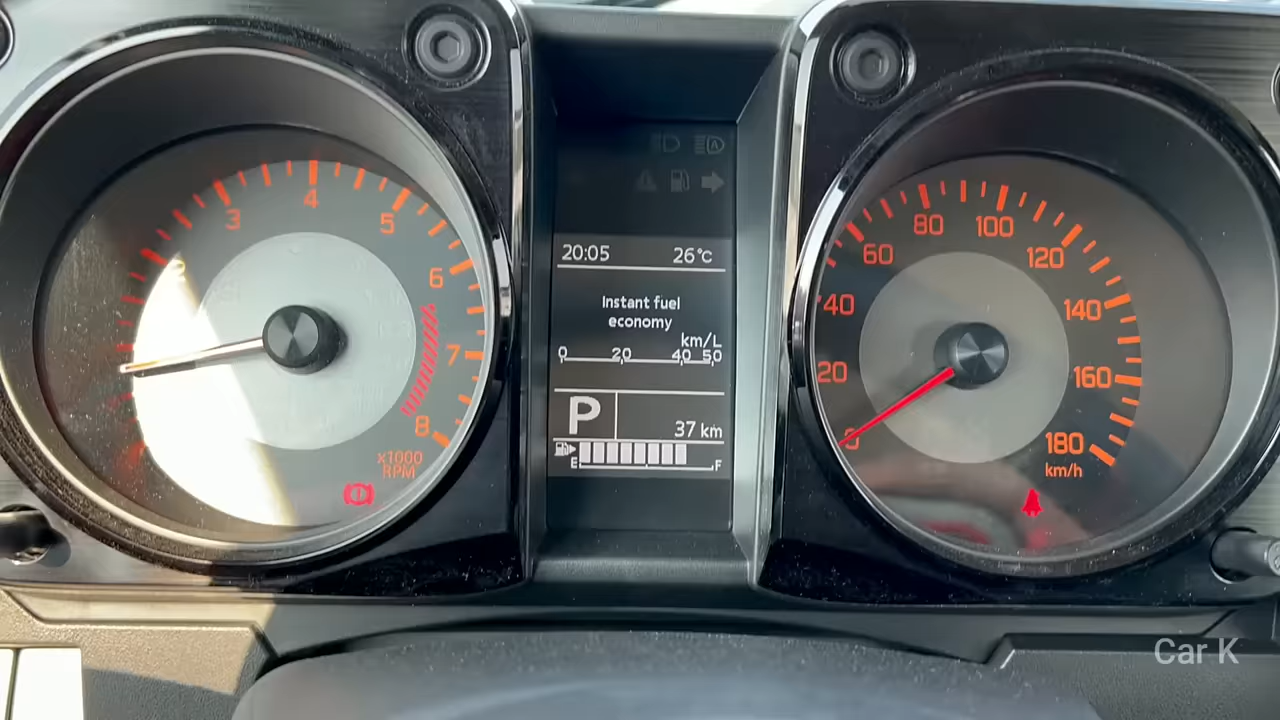 3
4
5
6
7
8
x1000
RPM
20:05 26°C
Instant fuel
economy
km/L
0 20 40 50
P
37 km
E F
0
20
40
60
80
100
120
140
160
180
km/h
Car K